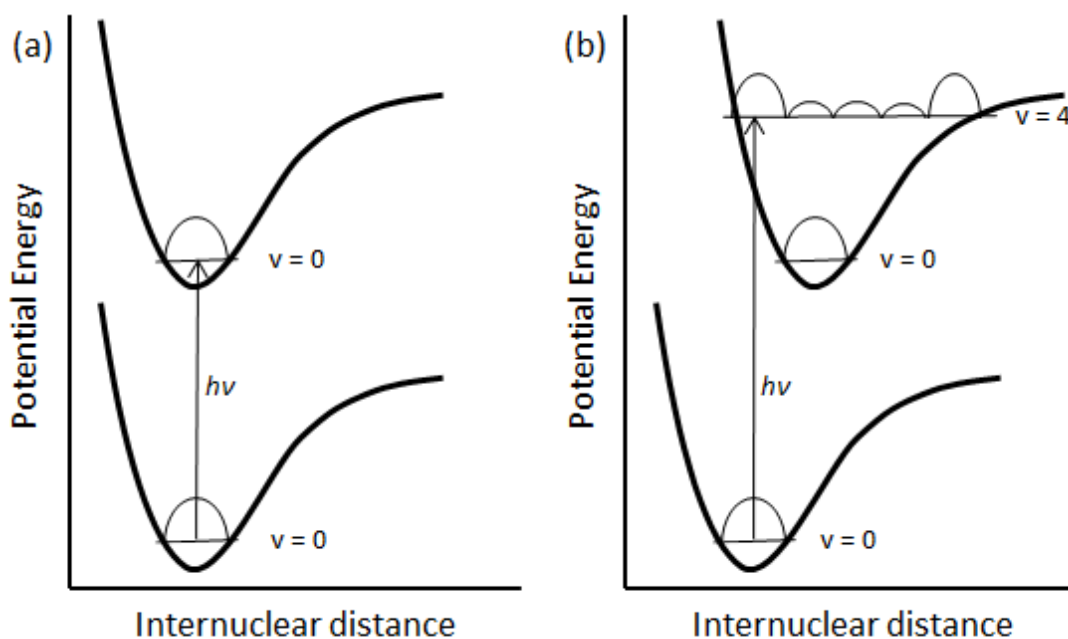 (a)
Potential Energy
v = 0
hν
v = 0
Internuclear distance
(b)
Potential Energy
v = 4
v = 0
hν
v = 0
Internuclear distance